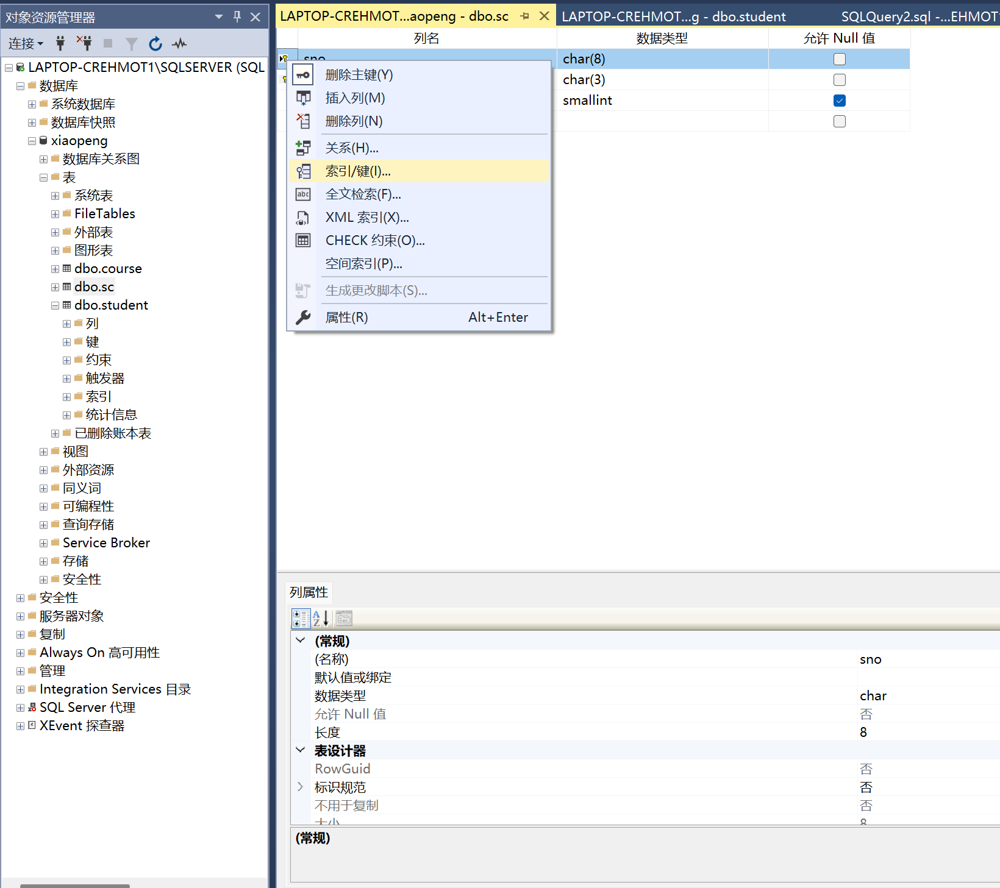 对象资源管理器
连接
LAPTOP-CREHMOT1\SQLSERVER (SQL
数据库
系统数据库
数据库快照
xiaopeng
数据库关系图
表
系统表
FileTables
外部表
图形表
dbo.course
dbo.sc
dbo.student
列
键
约束
触发器
索引
统计信息
已删除账本表
视图
外部资源
同义词
可编程性
查询存储
Service Broker
存储
安全性
安全性
服务器对象
复制
Always On 高可用性
管理
Integration Services 目录
SQL Server 代理
XEvent 探查器
LAPTOP-CREHMOT...aopeng - dbo.sc
LAPTOP-CREHMOT...g - dbo.student
SQLQuery2.sql -...EHMOT1
列名 数据类型 允许 Null 值
sno char(8)
char(3)
smallint
删除主键(Y)
插入列(M)
删除列(N)
关系(H)...
索引/键(I)...
全文检索(F)...
XML 索引(X)...
CHECK 约束(O)...
空间索引(P)...
生成更改脚本(S)...
属性(R) Alt+Enter
列属性
(常规)
(名称) sno
默认值或绑定
数据类型 char
允许 Null 值 否
长度 8
表设计器
RowGuid 否
标识规范 否
不用于复制 否
大小 8
(常规)